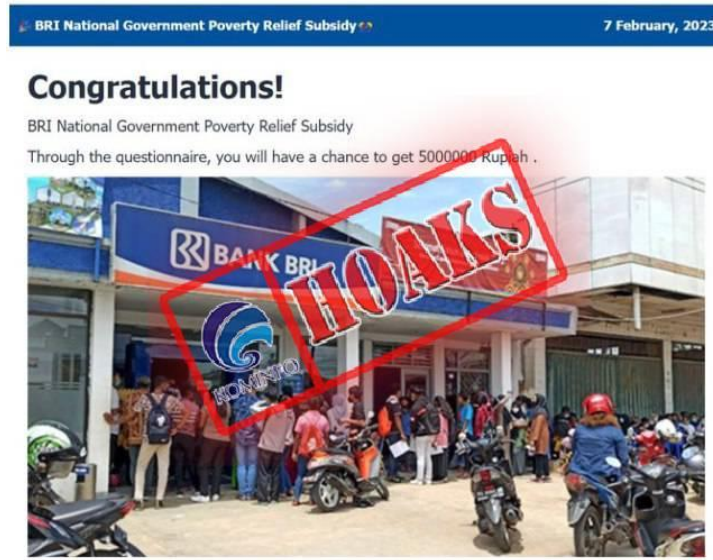 🎉 BRI National Government Poverty Relief Subsidy 🎊
7 February, 2023
Congratulations!
BRI National Government Poverty Relief Subsidy
Through the questionnaire, you will have a chance to get 5000000 Rupiah .
BANK BRI
HOAKS
KOMINFO